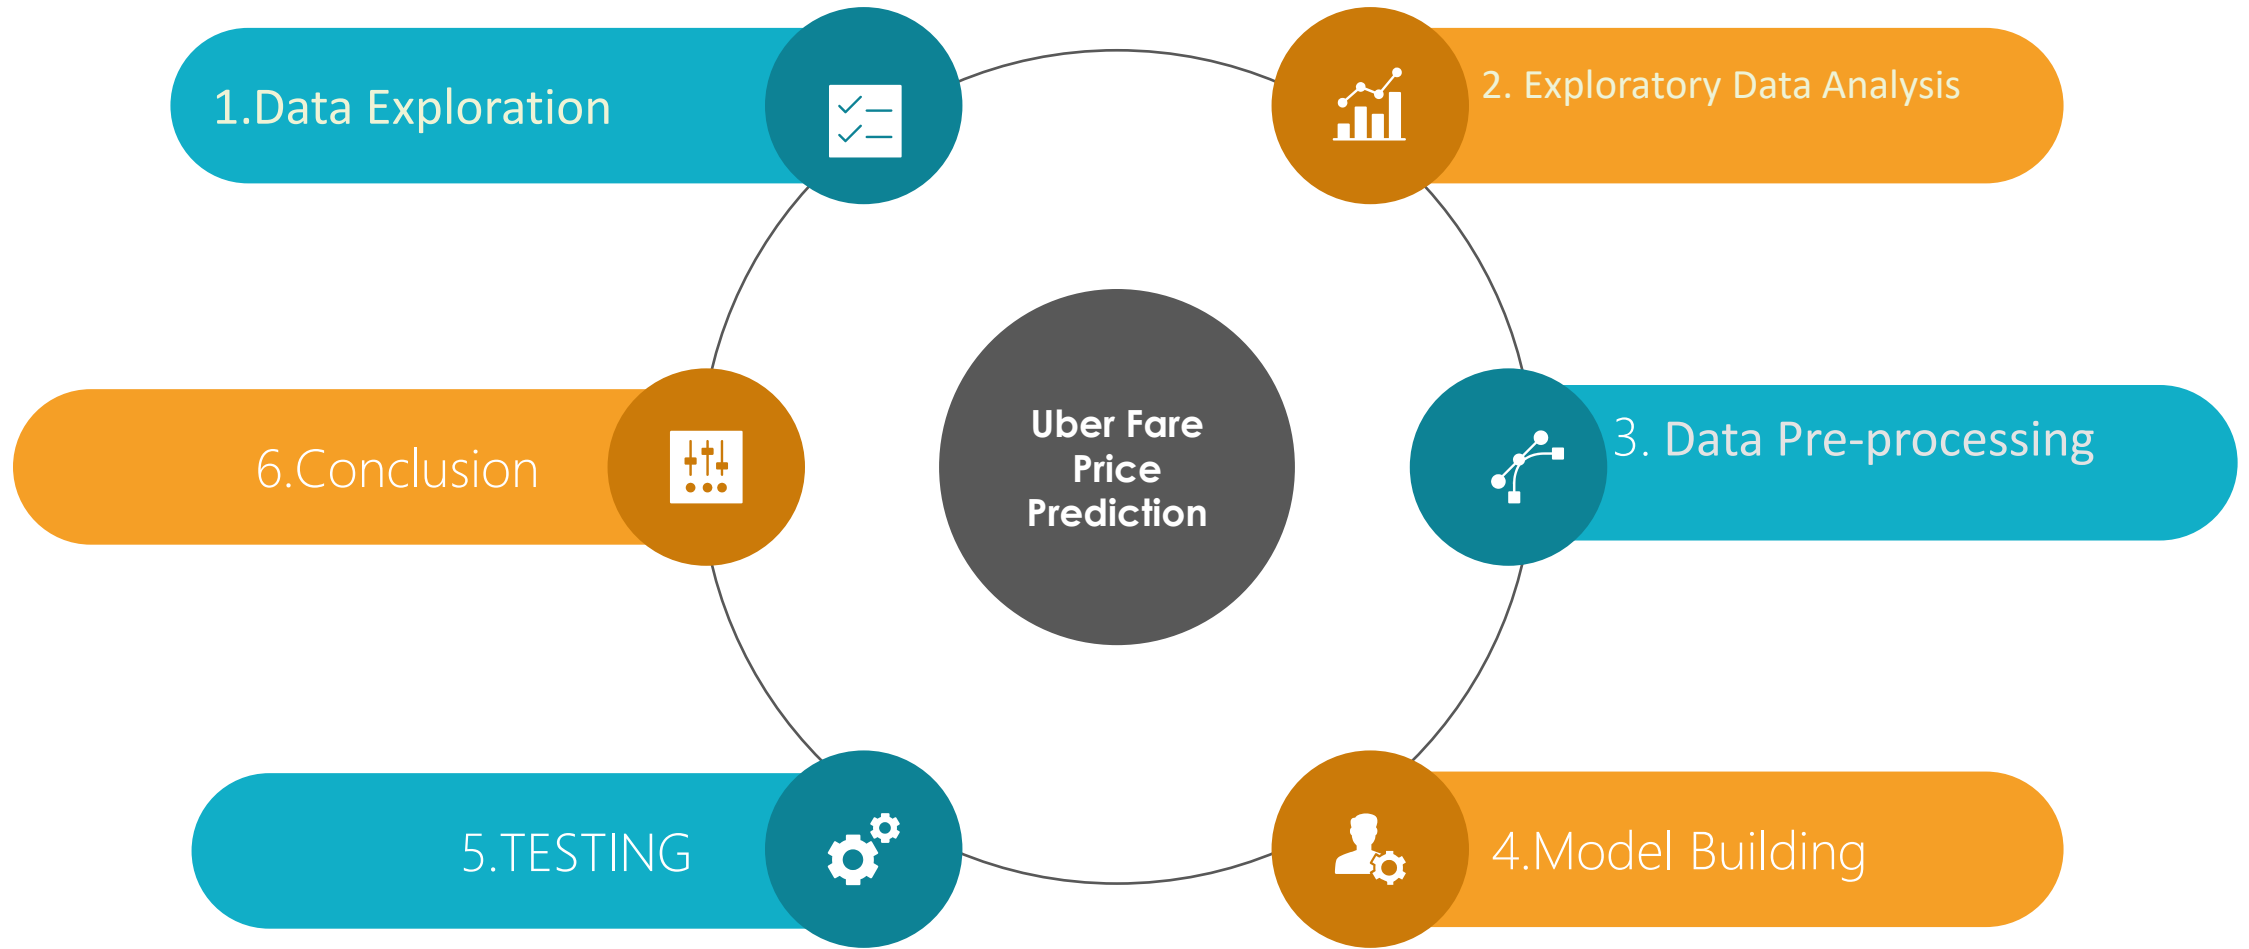 1.Data Exploration
2. Exploratory Data Analysis
3. Data Pre-processing
4.Model Building
5.TESTING
6.Conclusion
Uber Fare
Price
Prediction